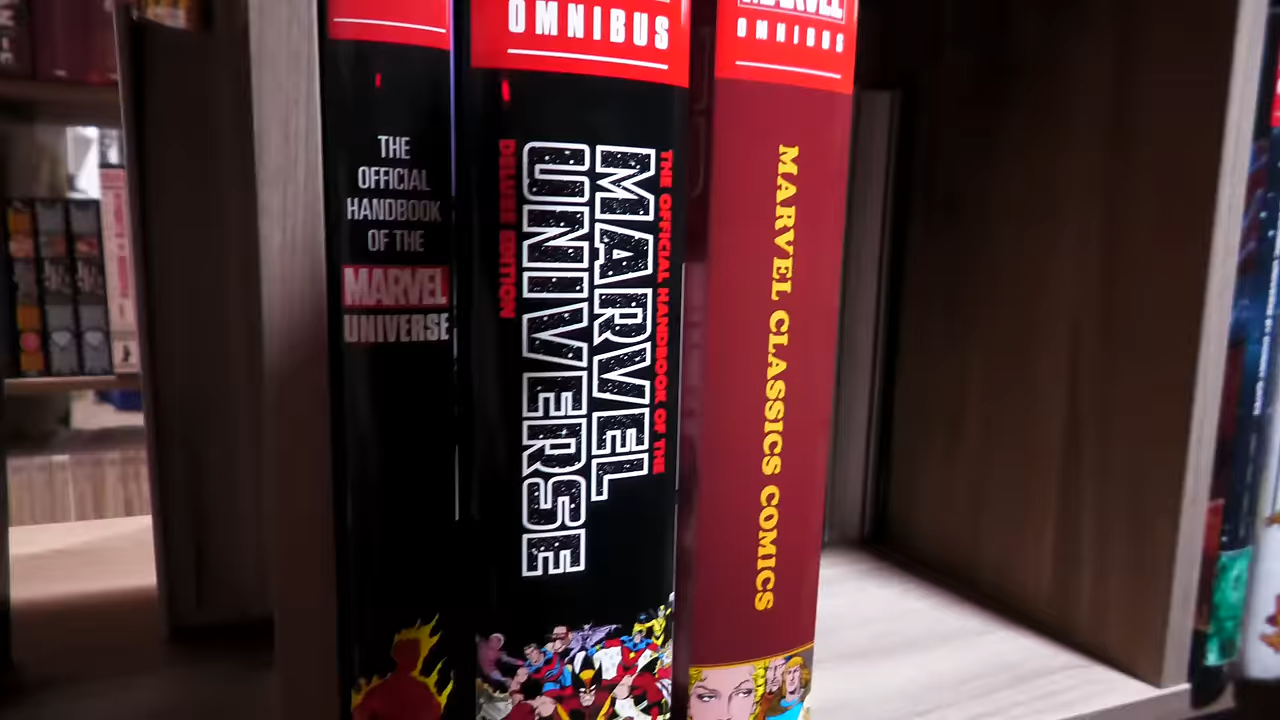 THE
OFFICIAL
HANDBOOK
OF THE
MARVEL
UNIVERSE
OMNIBUS
THE OFFICIAL HANDBOOK OF THE
MARVEL
UNIVERSE
DELUXE EDITION
MARVEL
OMNIBUS
MARVEL CLASSICS COMICS